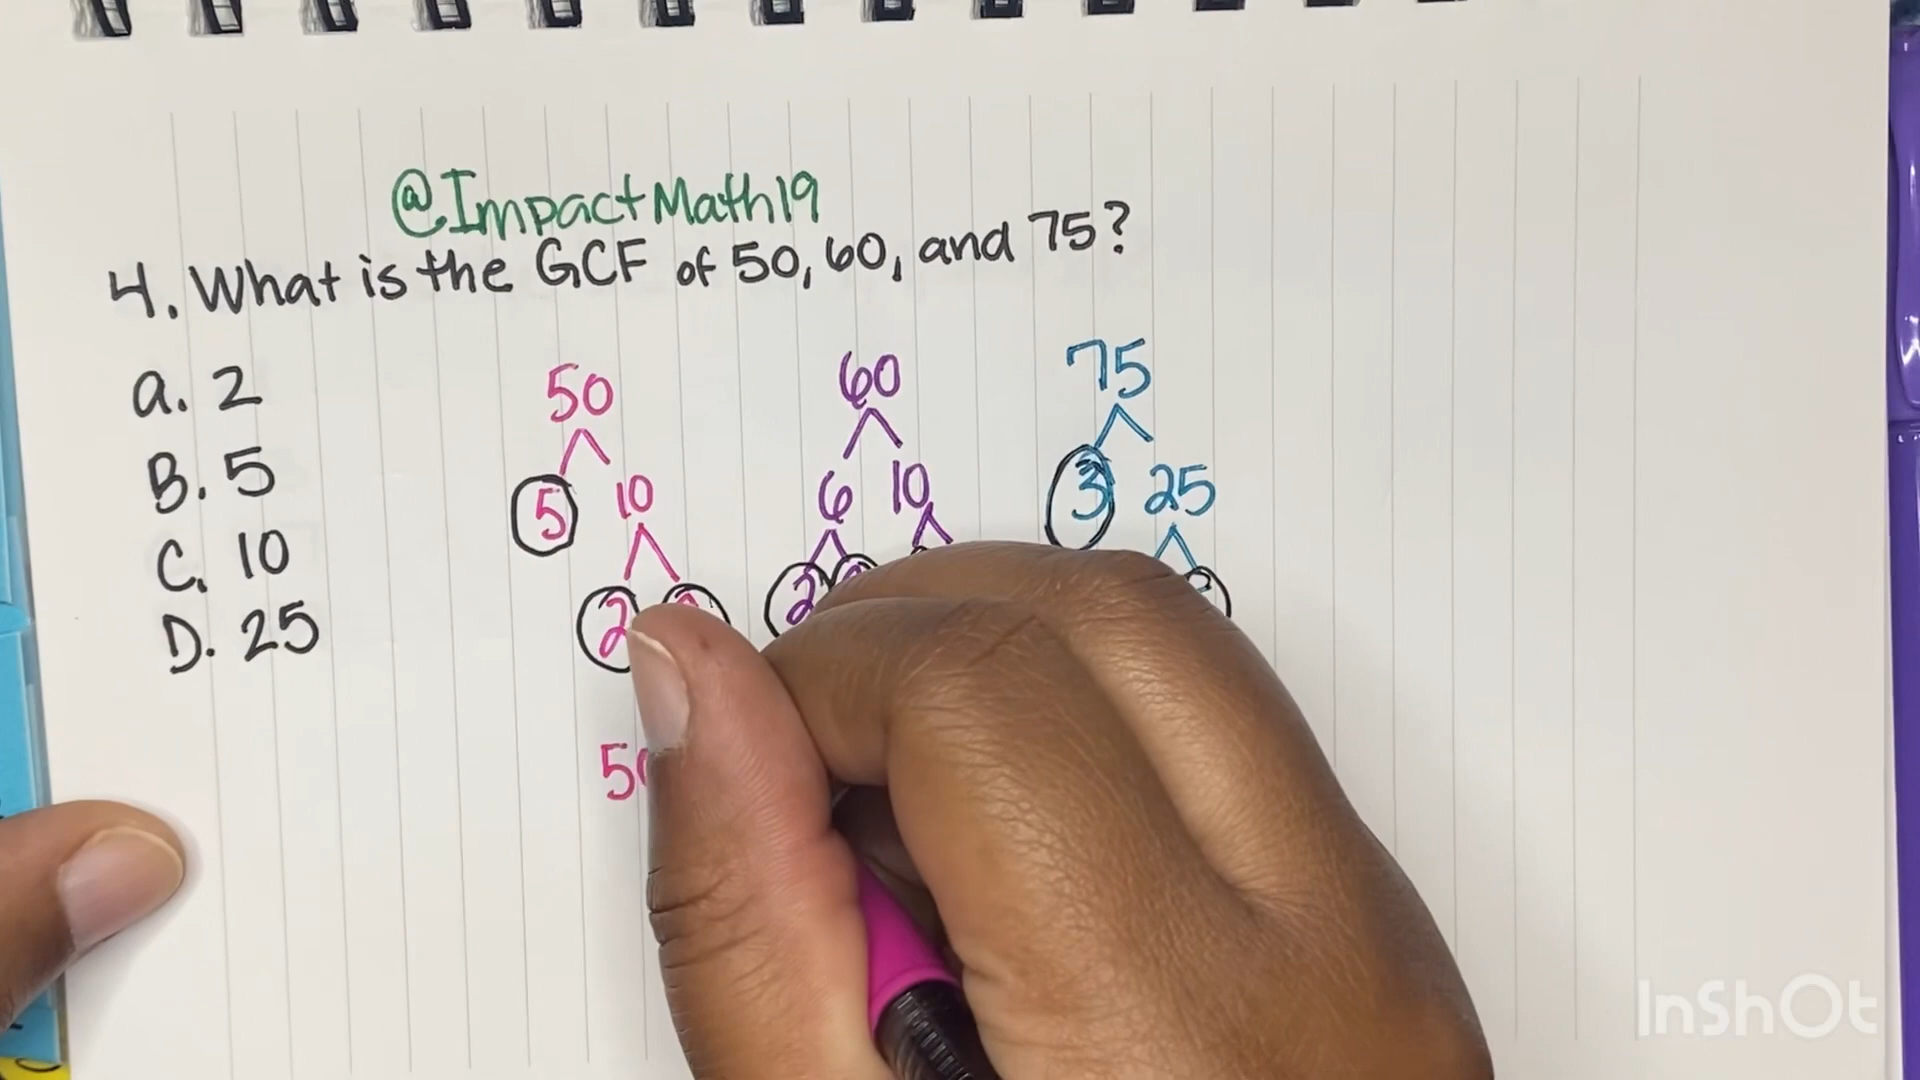 @ImpactMath19
4. What is the GCF of 50, 60, and 75?
a. 2
B. 5
C. 10
D. 25
50 60 75
5 10 6 10 3 25
2 2
InShOt